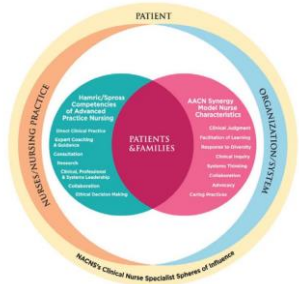 PATIENT
NURSES/NURSING PRACTICE
ORGANIZATION/SYSTEM
Hamric/Spross
Competencies
of Advanced
Practice Nursing
Direct Clinical Practice
Expert Coaching
& Guidance
Consultation
Research
Clinical, Professional
& Systems Leadership
Collaboration
Ethical Decision Making
PATIENTS
&FAMILIES
AACN Synergy
Model Nurse
Characteristics
Clinical Judgment
Facilitation of Learning
Response to Diversity
Clinical Inquiry
Systems Thinking
Collaboration
Advocacy
Caring Practices
NACNS's Clinical Nurse Specialist Spheres of Influence